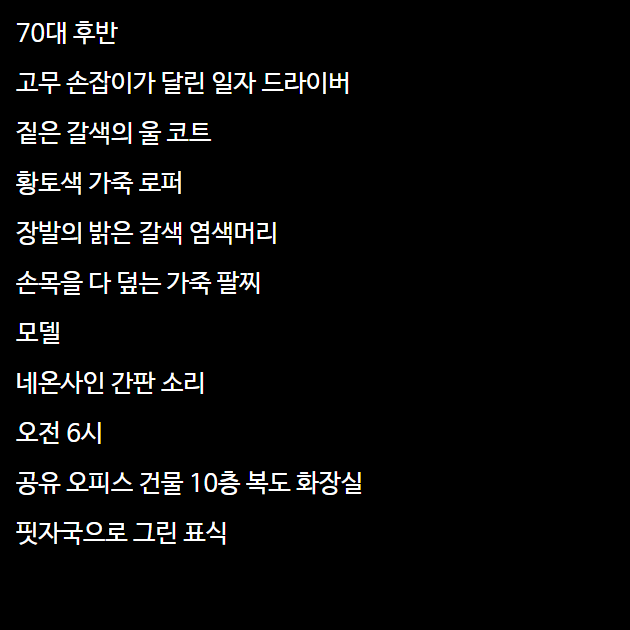 70대 후반
고무 손잡이가 달린 일자 드라이버
짙은 갈색의 울 코트
황토색 가죽 로퍼
장발의 밝은 갈색 염색머리
손목을 다 덮는 가죽 팔찌
모델
네온사인 간판 소리
오전 6시
공유 오피스 건물 10층 복도 화장실
핏자국으로 그린 표식